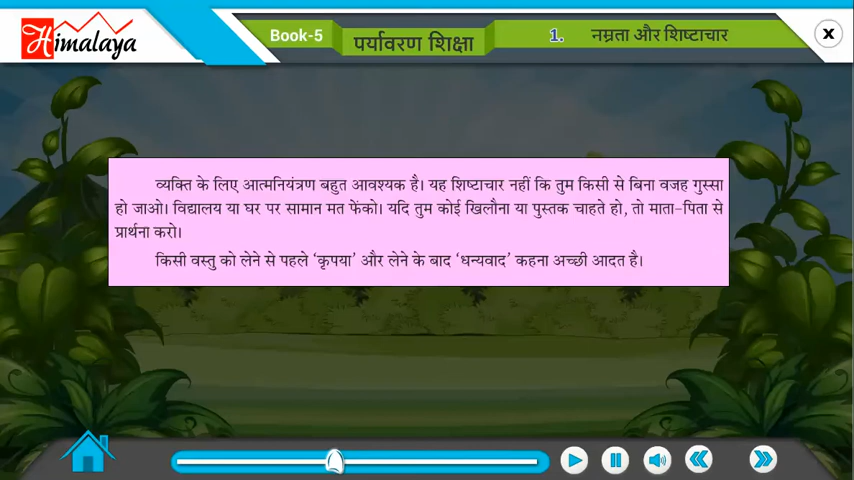 Himalaya
Book-5
पर्यावरण शिक्षा
1. नम्रता और शिष्टाचार
X
व्यक्ति के लिए आत्मनियंत्रण बहुत आवश्यक है। यह शिष्टाचार नहीं कि तुम किसी से बिना वजह गुस्सा
हो जाओ। विद्यालय या घर पर सामान मत फेंको। यदि तुम कोई खिलौना या पुस्तक चाहते हो, तो माता-पिता से
प्रार्थना करो।
किसी वस्तु को लेने से पहले ‘कृपया’ और लेने के बाद ‘धन्यवाद’ कहना अच्छी आदत है।